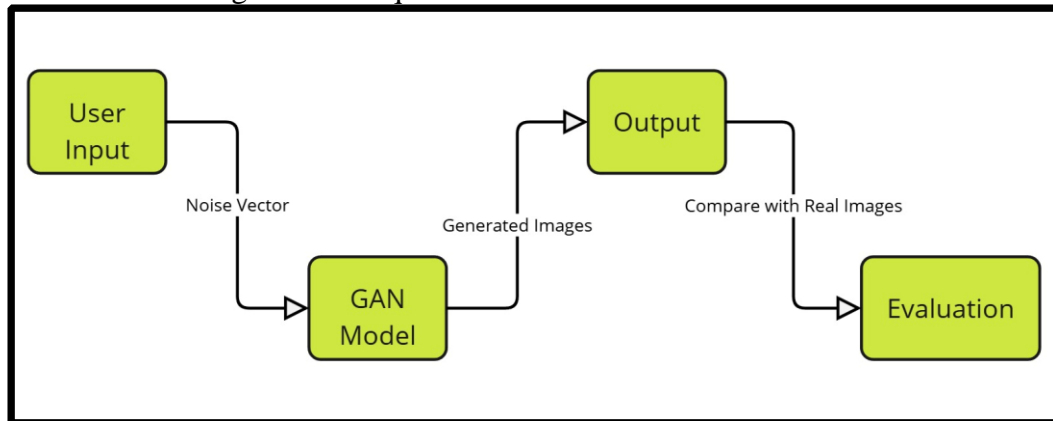 User
Input
Noise Vector
GAN
Model
Generated Images
Output
Compare with Real Images
Evaluation